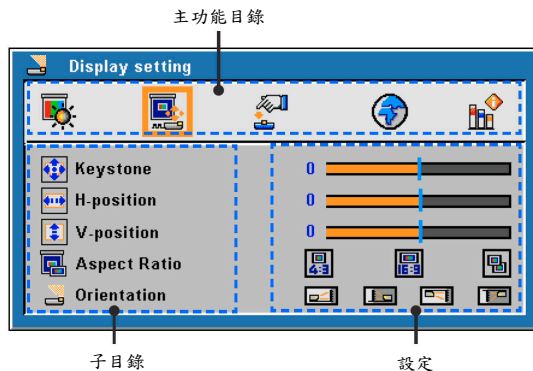 主功能目錄
Display setting
Keystone 0
H-position 0
V-position 0
Aspect Ratio 4:3 16:9
Orientation
子目錄 設定